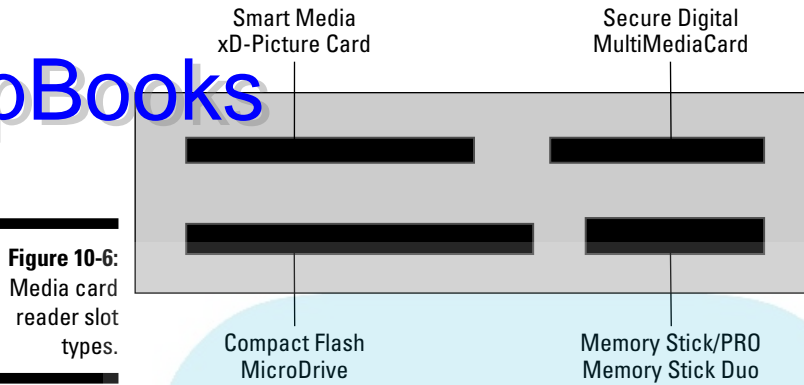 Smart Media
xD-Picture Card
Secure Digital
MultiMediaCard
pBooks
Figure 10-6:
Media card
reader slot
types.
Compact Flash
MicroDrive
Memory Stick/PRO
Memory Stick Duo